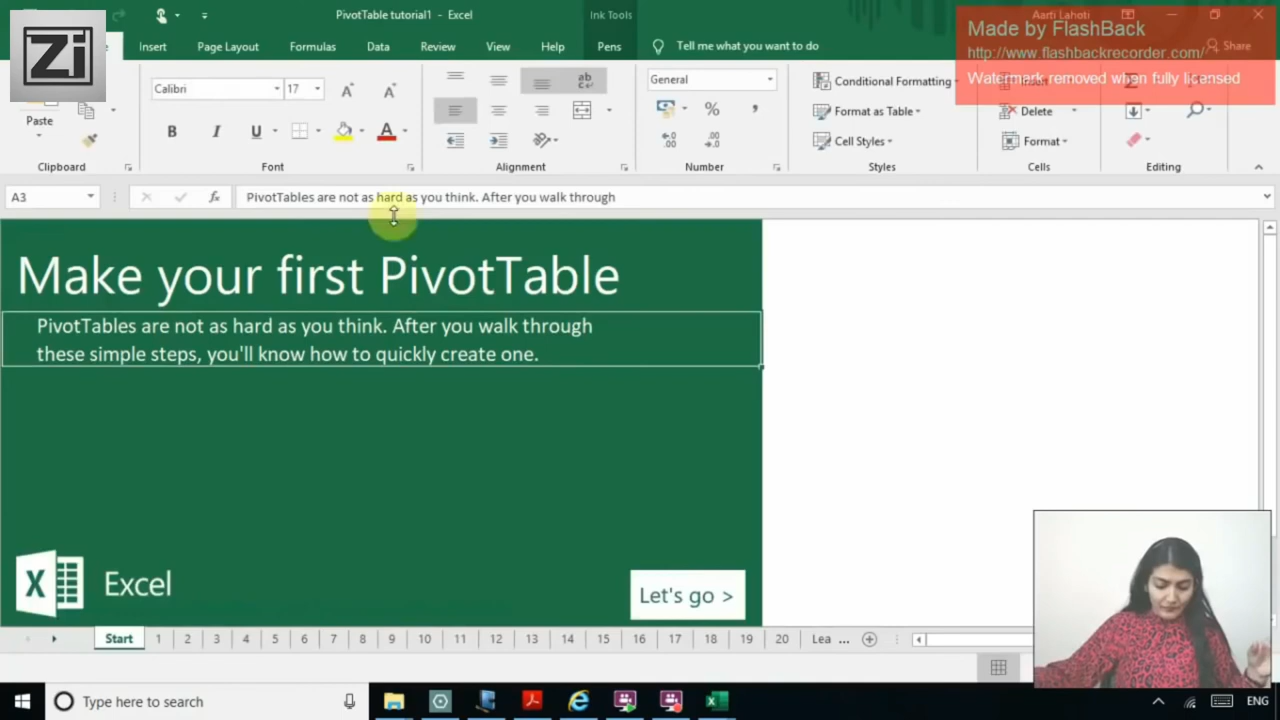 PivotTable tutorial1 - Excel
Ink Tools
Aarti Lahoti
Made by FlashBack
http://www.flashbackrecorder.com/
Watermark removed when fully licensed
Zi
Insert
Page Layout
Formulas
Data
Review
View
Help
Pens
Tell me what you want to do
Share
Paste
Calibri
17
General
Conditional Formatting
Format as Table
Cell Styles
Insert
Delete
Format
Clipboard
Font
Alignment
Number
Styles
Cells
Editing
A3
fx
PivotTables are not as hard as you think. After you walk through
Make your first PivotTable
PivotTables are not as hard as you think. After you walk through
these simple steps, you'll know how to quickly create one.
X
Excel
Let's go >
Start 1 2 3 4 5 6 7 8 9 10 11 12 13 14 15 16 17 18 19 20 Lea ...
Type here to search
ENG